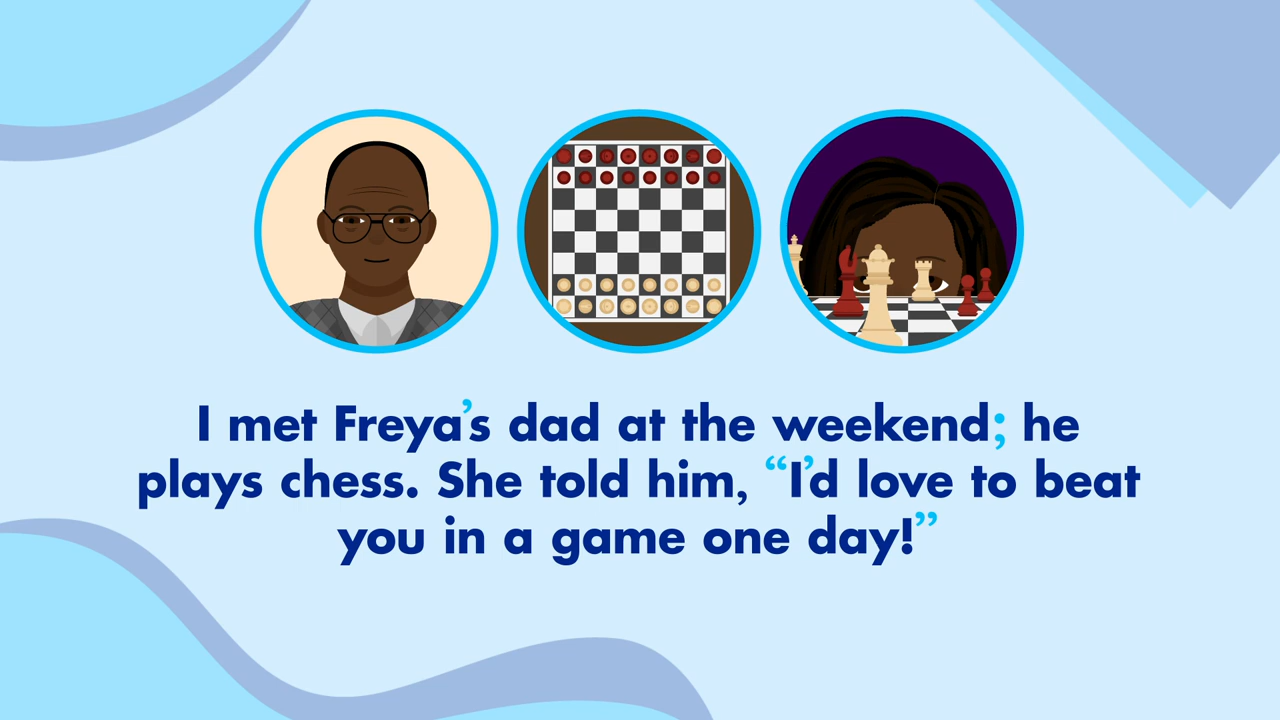 I met Freya’s dad at the weekend; he
plays chess. She told him, “I’d love to beat
you in a game one day!”